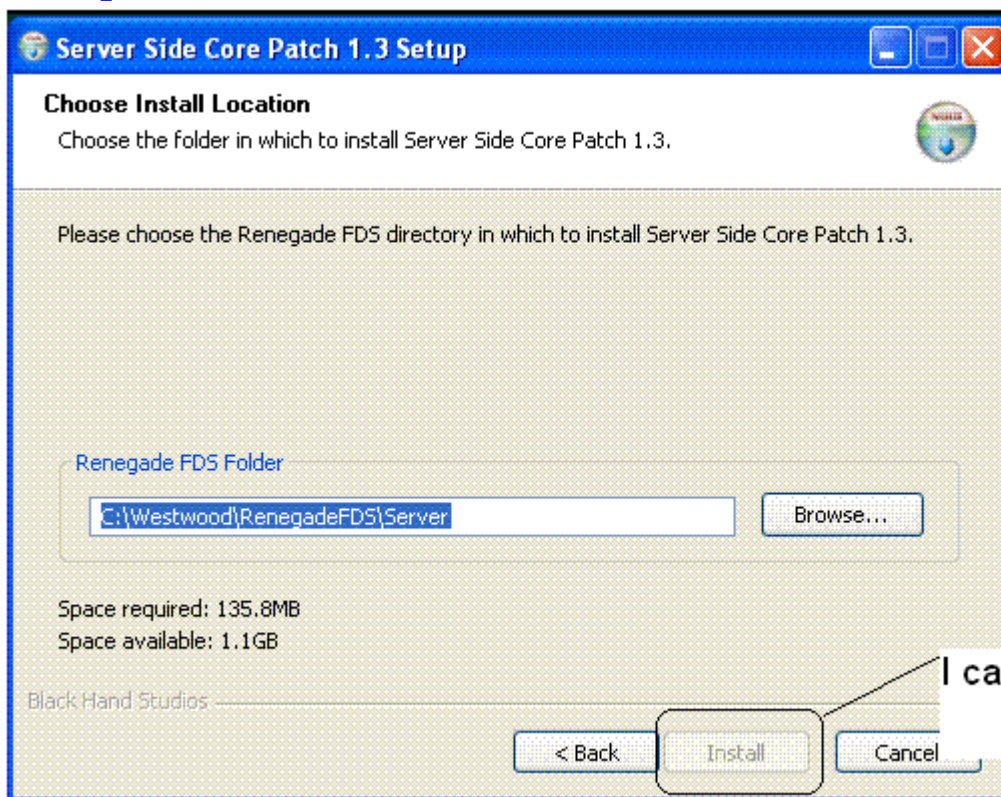 Server Side Core Patch 1.3 Setup
Choose Install Location
Choose the folder in which to install Server Side Core Patch 1.3.
Please choose the Renegade FDS directory in which to install Server Side Core Patch 1.3.
Renegade FDS Folder
C:\Westwood\RenegadeFDS\Server
Browse...
Space required: 135.8MB
Space available: 1.1GB
I ca
Black Hand Studios
< Back
Install
Cancel